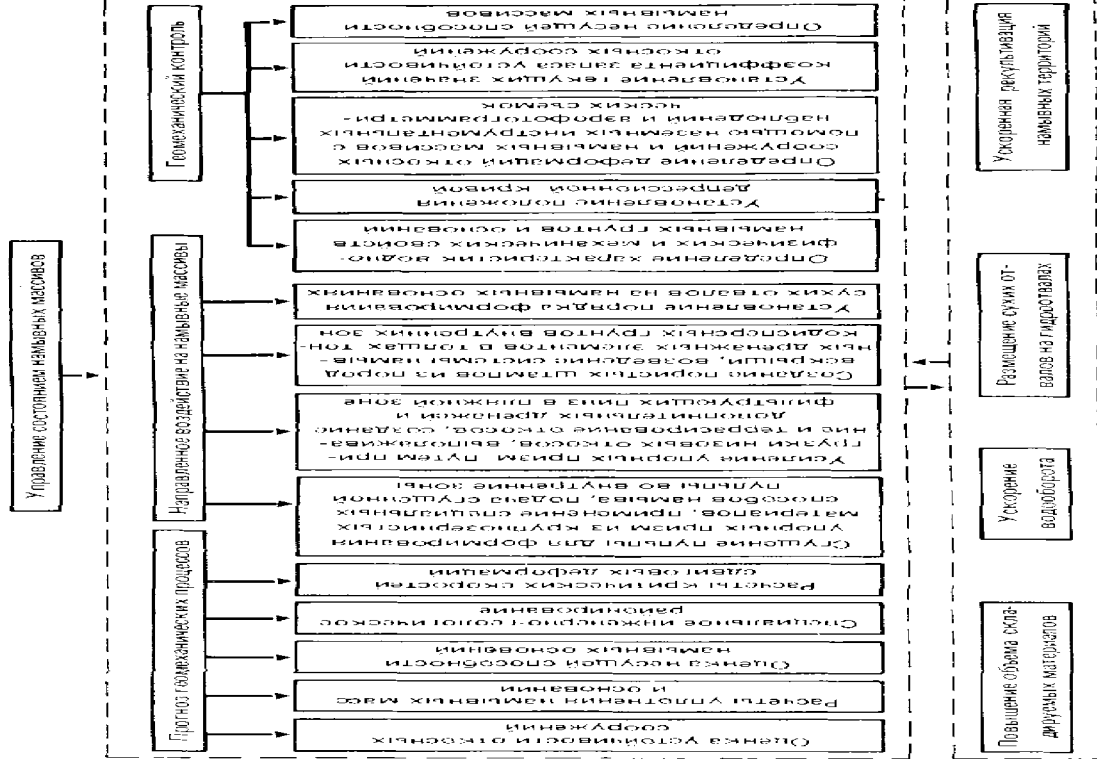 Управление состоянием намывных массивов
Прогноз геомеханических процессов
Направленное воздействие на намывные массивы
Геомеханический контроль
Оценка устойчивости откосных
сооружений
Расчеты уплотнения намывных масс
и оснований
Оценка несущей способности
намывных оснований
Специальное инженерно-геологическое
районирование
Расчеты критических скоростей
сдвиговых деформаций
Сгущение пульпы для формирования
упорных призм из крупнозернистых
материалов, применение специальных
способов намыва, подача сгущенной
пульпы во внутренние зоны
Усиление упорных призм путем при-
грузки низовых откосов, выполажива-
ние и террасирование откосов, создание
дополнительных дренажей и
фильтрующих линз в пляжной зоне
Создание пористых штампов из пород
вскрыши, возведение системы намыв-
ных дренажных элементов в толщах тон-
кодисперсных грунтов внутренних зон
Установление порядка формирования
сухих отвалов на намывных основаниях
Определение характеристик водно-
физических и механических свойств
намывных грунтов и оснований
Установление положения
депрессионной кривой
Определение деформаций откосных
сооружений и намывных массивов с
помощью наземных инструментальных
наблюдений и аэрофотограмметри-
ческих съемок
Установление текущих значений
коэффициента запаса устойчивости
откосных сооружений
Определение несущей способности
намывных массивов
Повышение объема скла-
дируемых материалов
Ускорение
водооборота
Размещение сухих от-
валов на гидроотвалах
Ускоренная рекультивация
намывных территорий